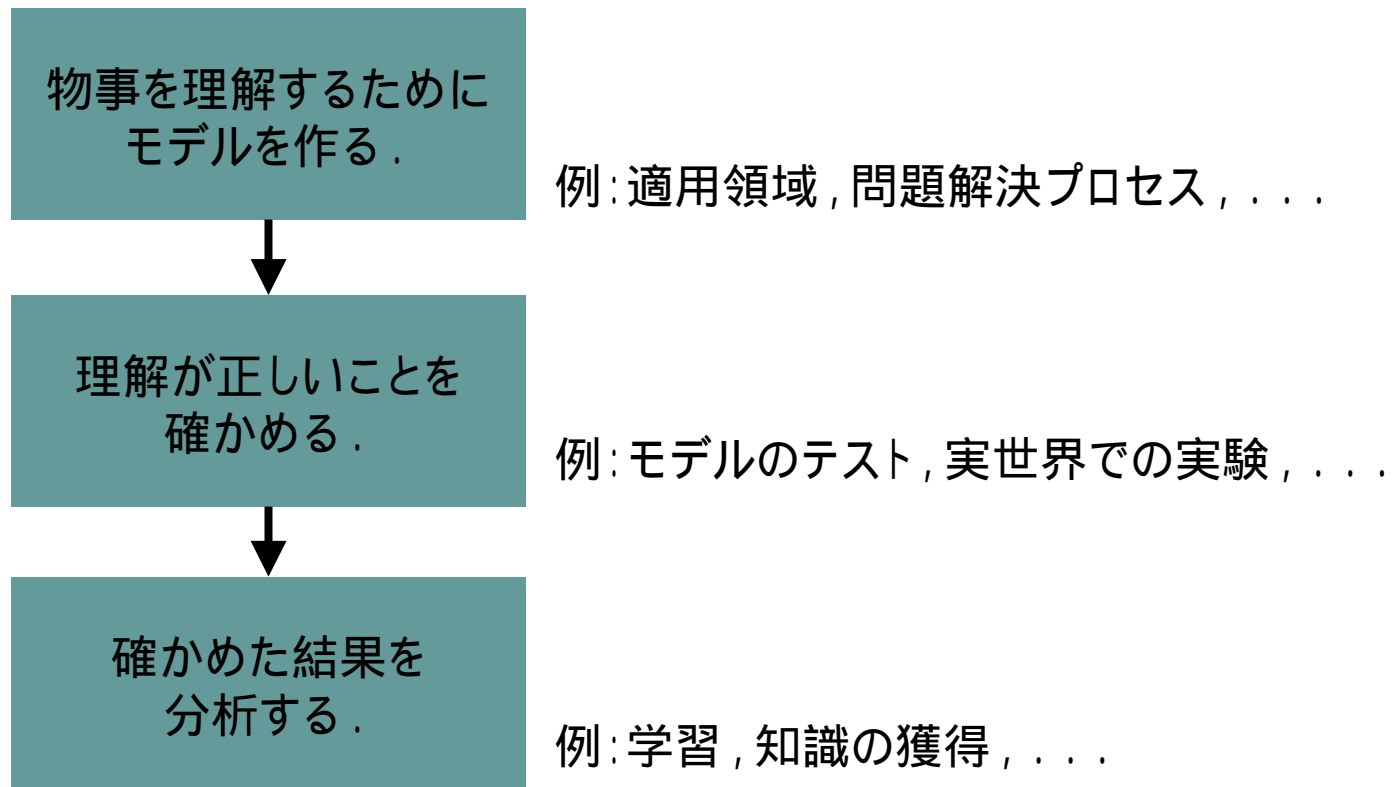 物事を理解するために
モデルを作る．
例：適用領域，問題解決プロセス，．．．
理解が正しいことを
確かめる．
例：モデルのテスト，実世界での実験，．．．
確かめた結果を
分析する．
例：学習，知識の獲得，．．．